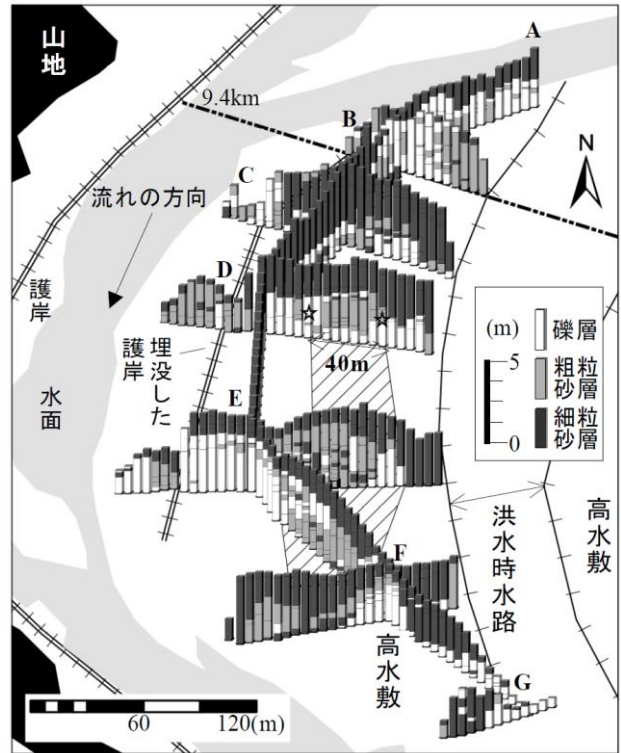 山地
A
9.4km
B
N
C
流れの方向
D
護岸
(m)
5
0
礫層
粗粒砂層
細粒砂層
埋没した護岸
40m
水面
E
F
洪水時水路
高水敷
高水敷
G
60
120(m)